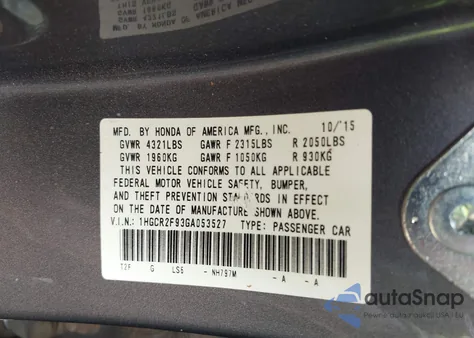 MFD. BY HONDA OF AMERICA MFG., INC. 10/15
GVWR 4321LBS GAWR F 2315LBS R 2050LBS
GVWR 1960KG GAWR F 1050KG R 930KG
THIS VEHICLE CONFORMS TO ALL APPLICABLE
FEDERAL MOTOR VEHICLE SAFETY, BUMPER,
AND THEFT PREVENTION STANDARDS IN EFFECT
ON THE DATE OF MANUFACTURE SHOWN ABOVE.
V.I.N.: 1HGCR2F93GA053527 TYPE: PASSENGER CAR
T2F G LS6 - NH797M - A - A
autoSnap